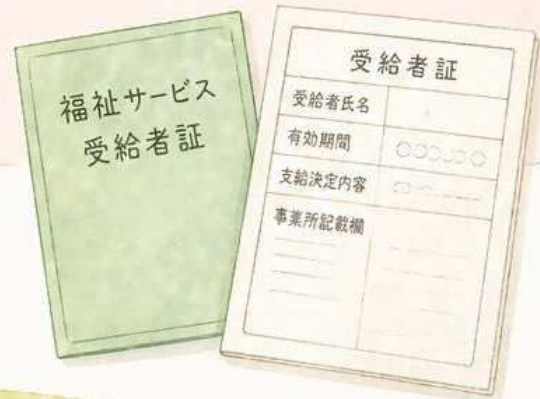 福祉サービス
受給者証
受給者証
受給者氏名
有効期間
支給決定内容
事業所記載欄